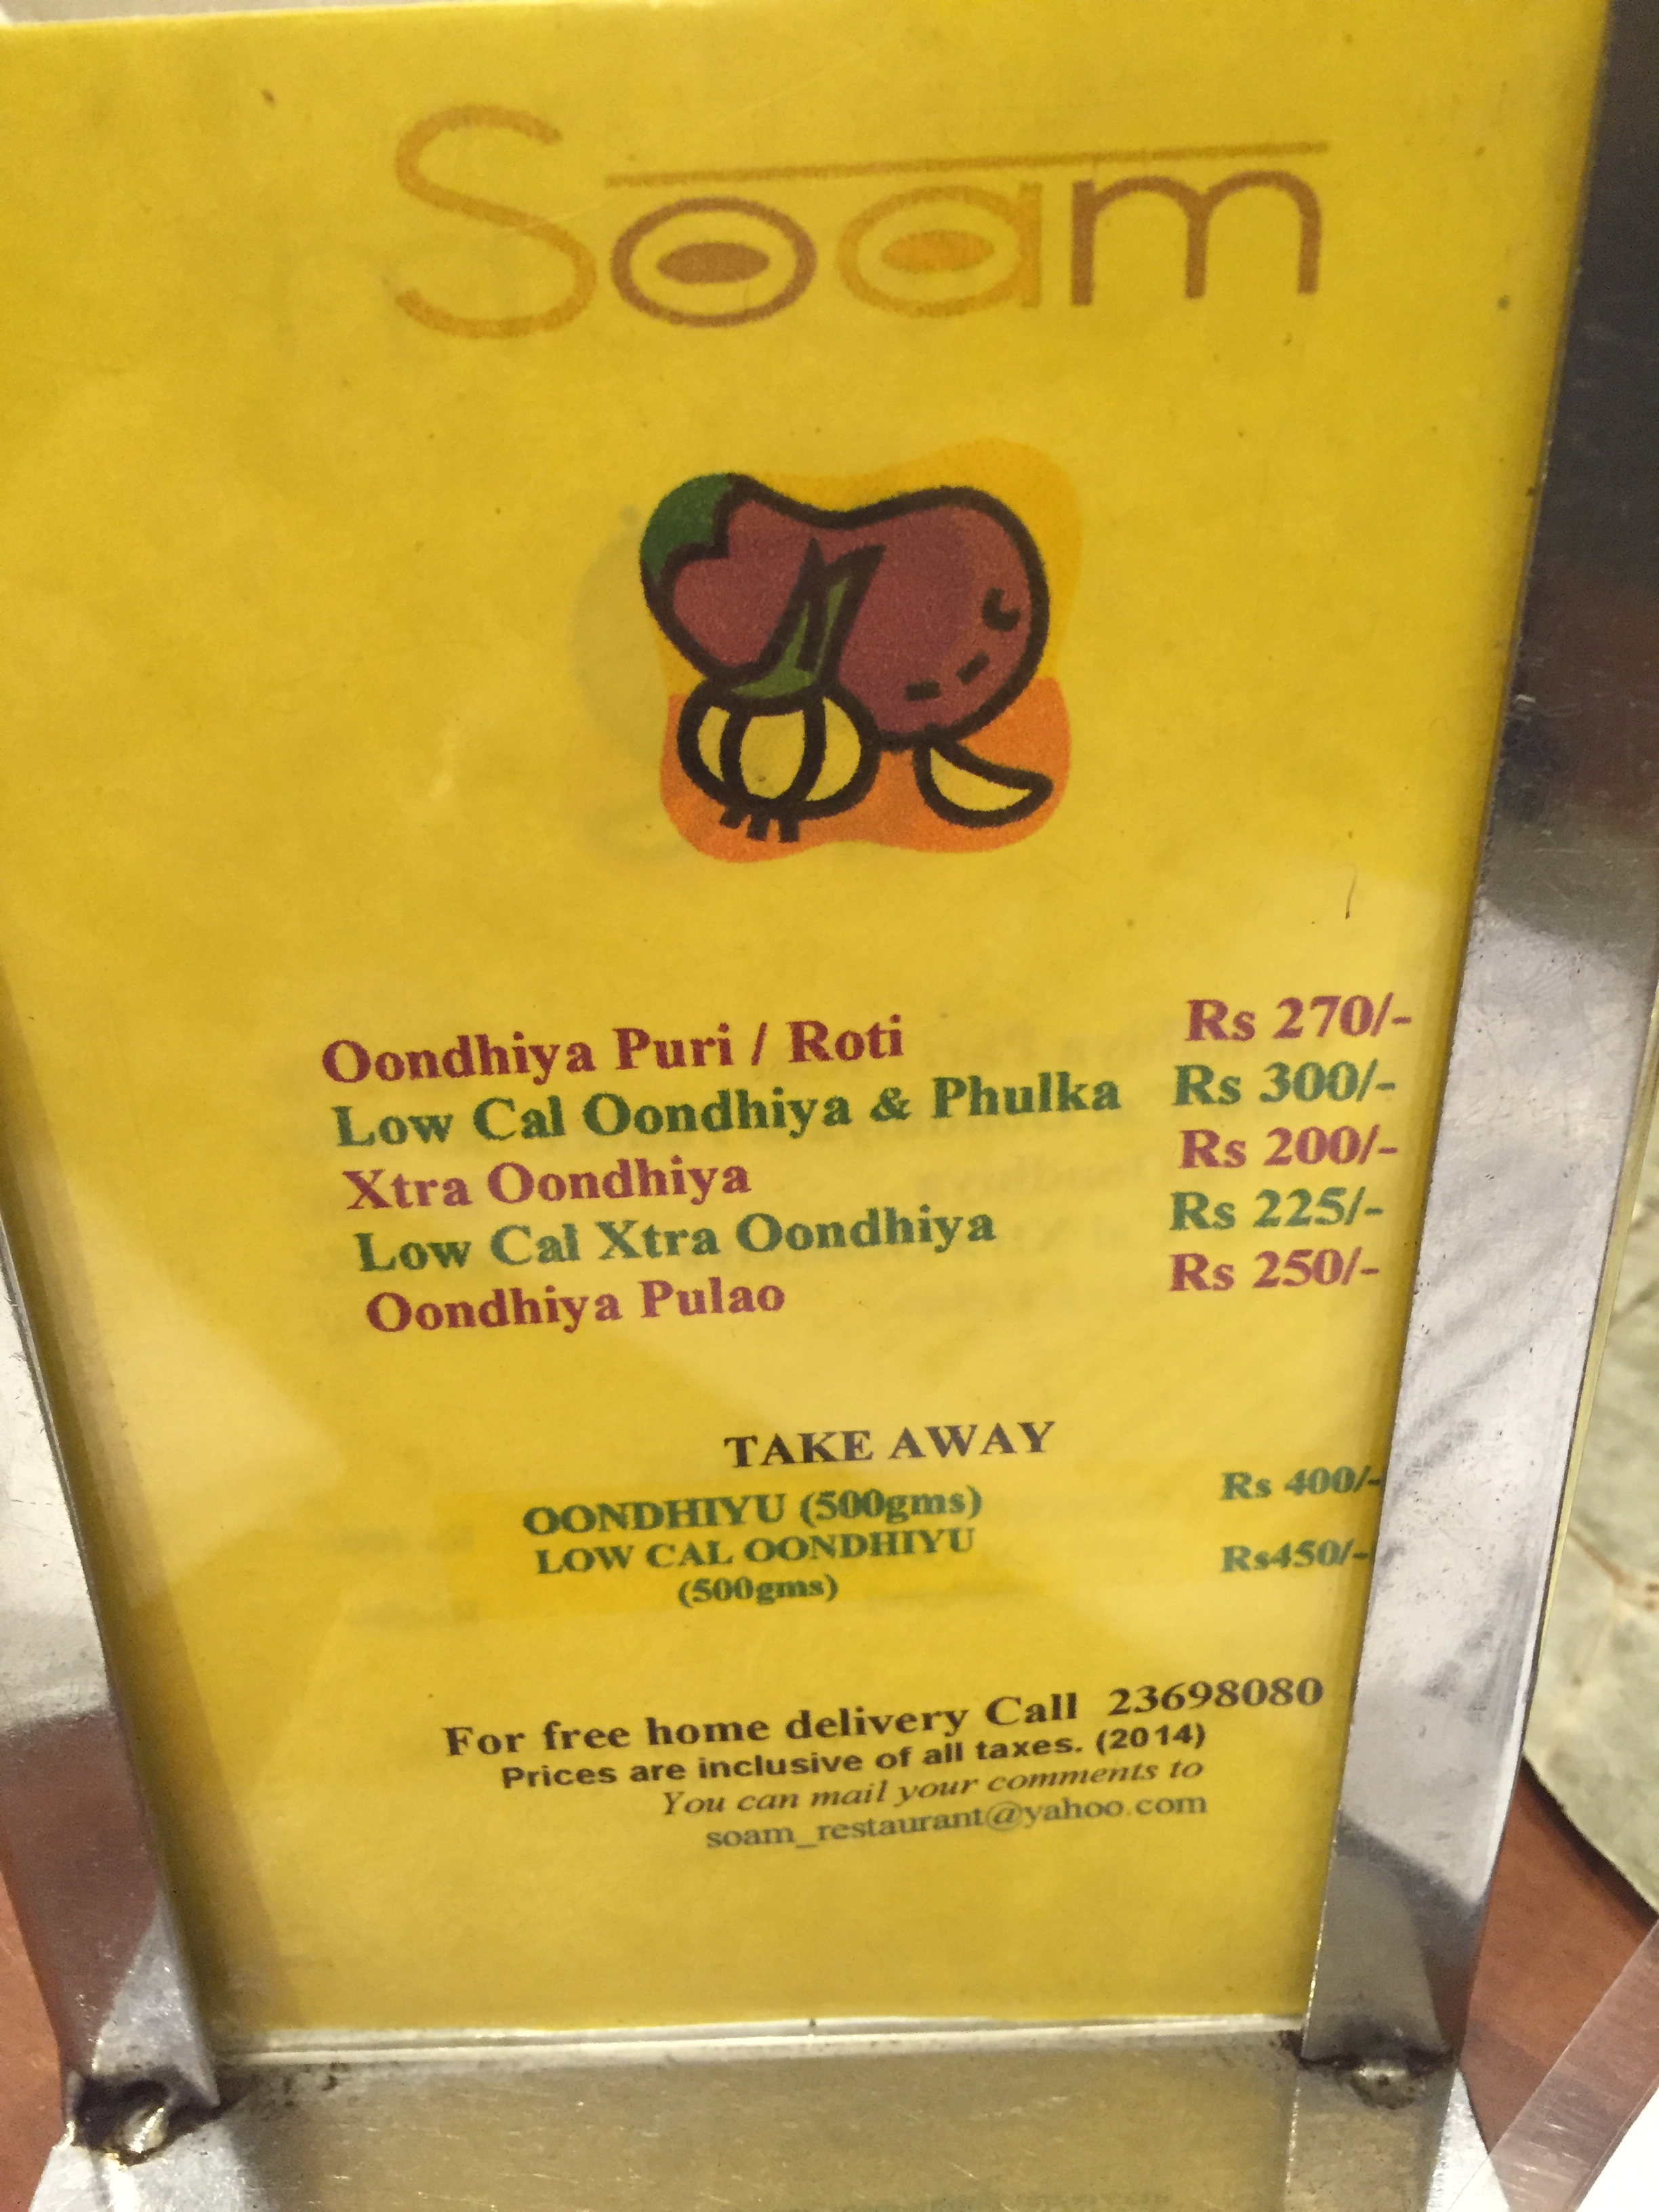 Soam
Oondhiya Puri / Roti Rs 270/-
Low Cal Oondhiya & Phulka Rs 300/-
Xtra Oondhiya Rs 200/-
Low Cal Xtra Oondhiya Rs 225/-
Oondhiya Pulao Rs 250/-
TAKE AWAY
OONDHIYU (500gms) Rs 400/-
LOW CAL OONDHIYU Rs450/-
(500gms)
For free home delivery Call 23698080
Prices are inclusive of all taxes. (2014)
You can mail your comments to
soam_restaurant@yahoo.com